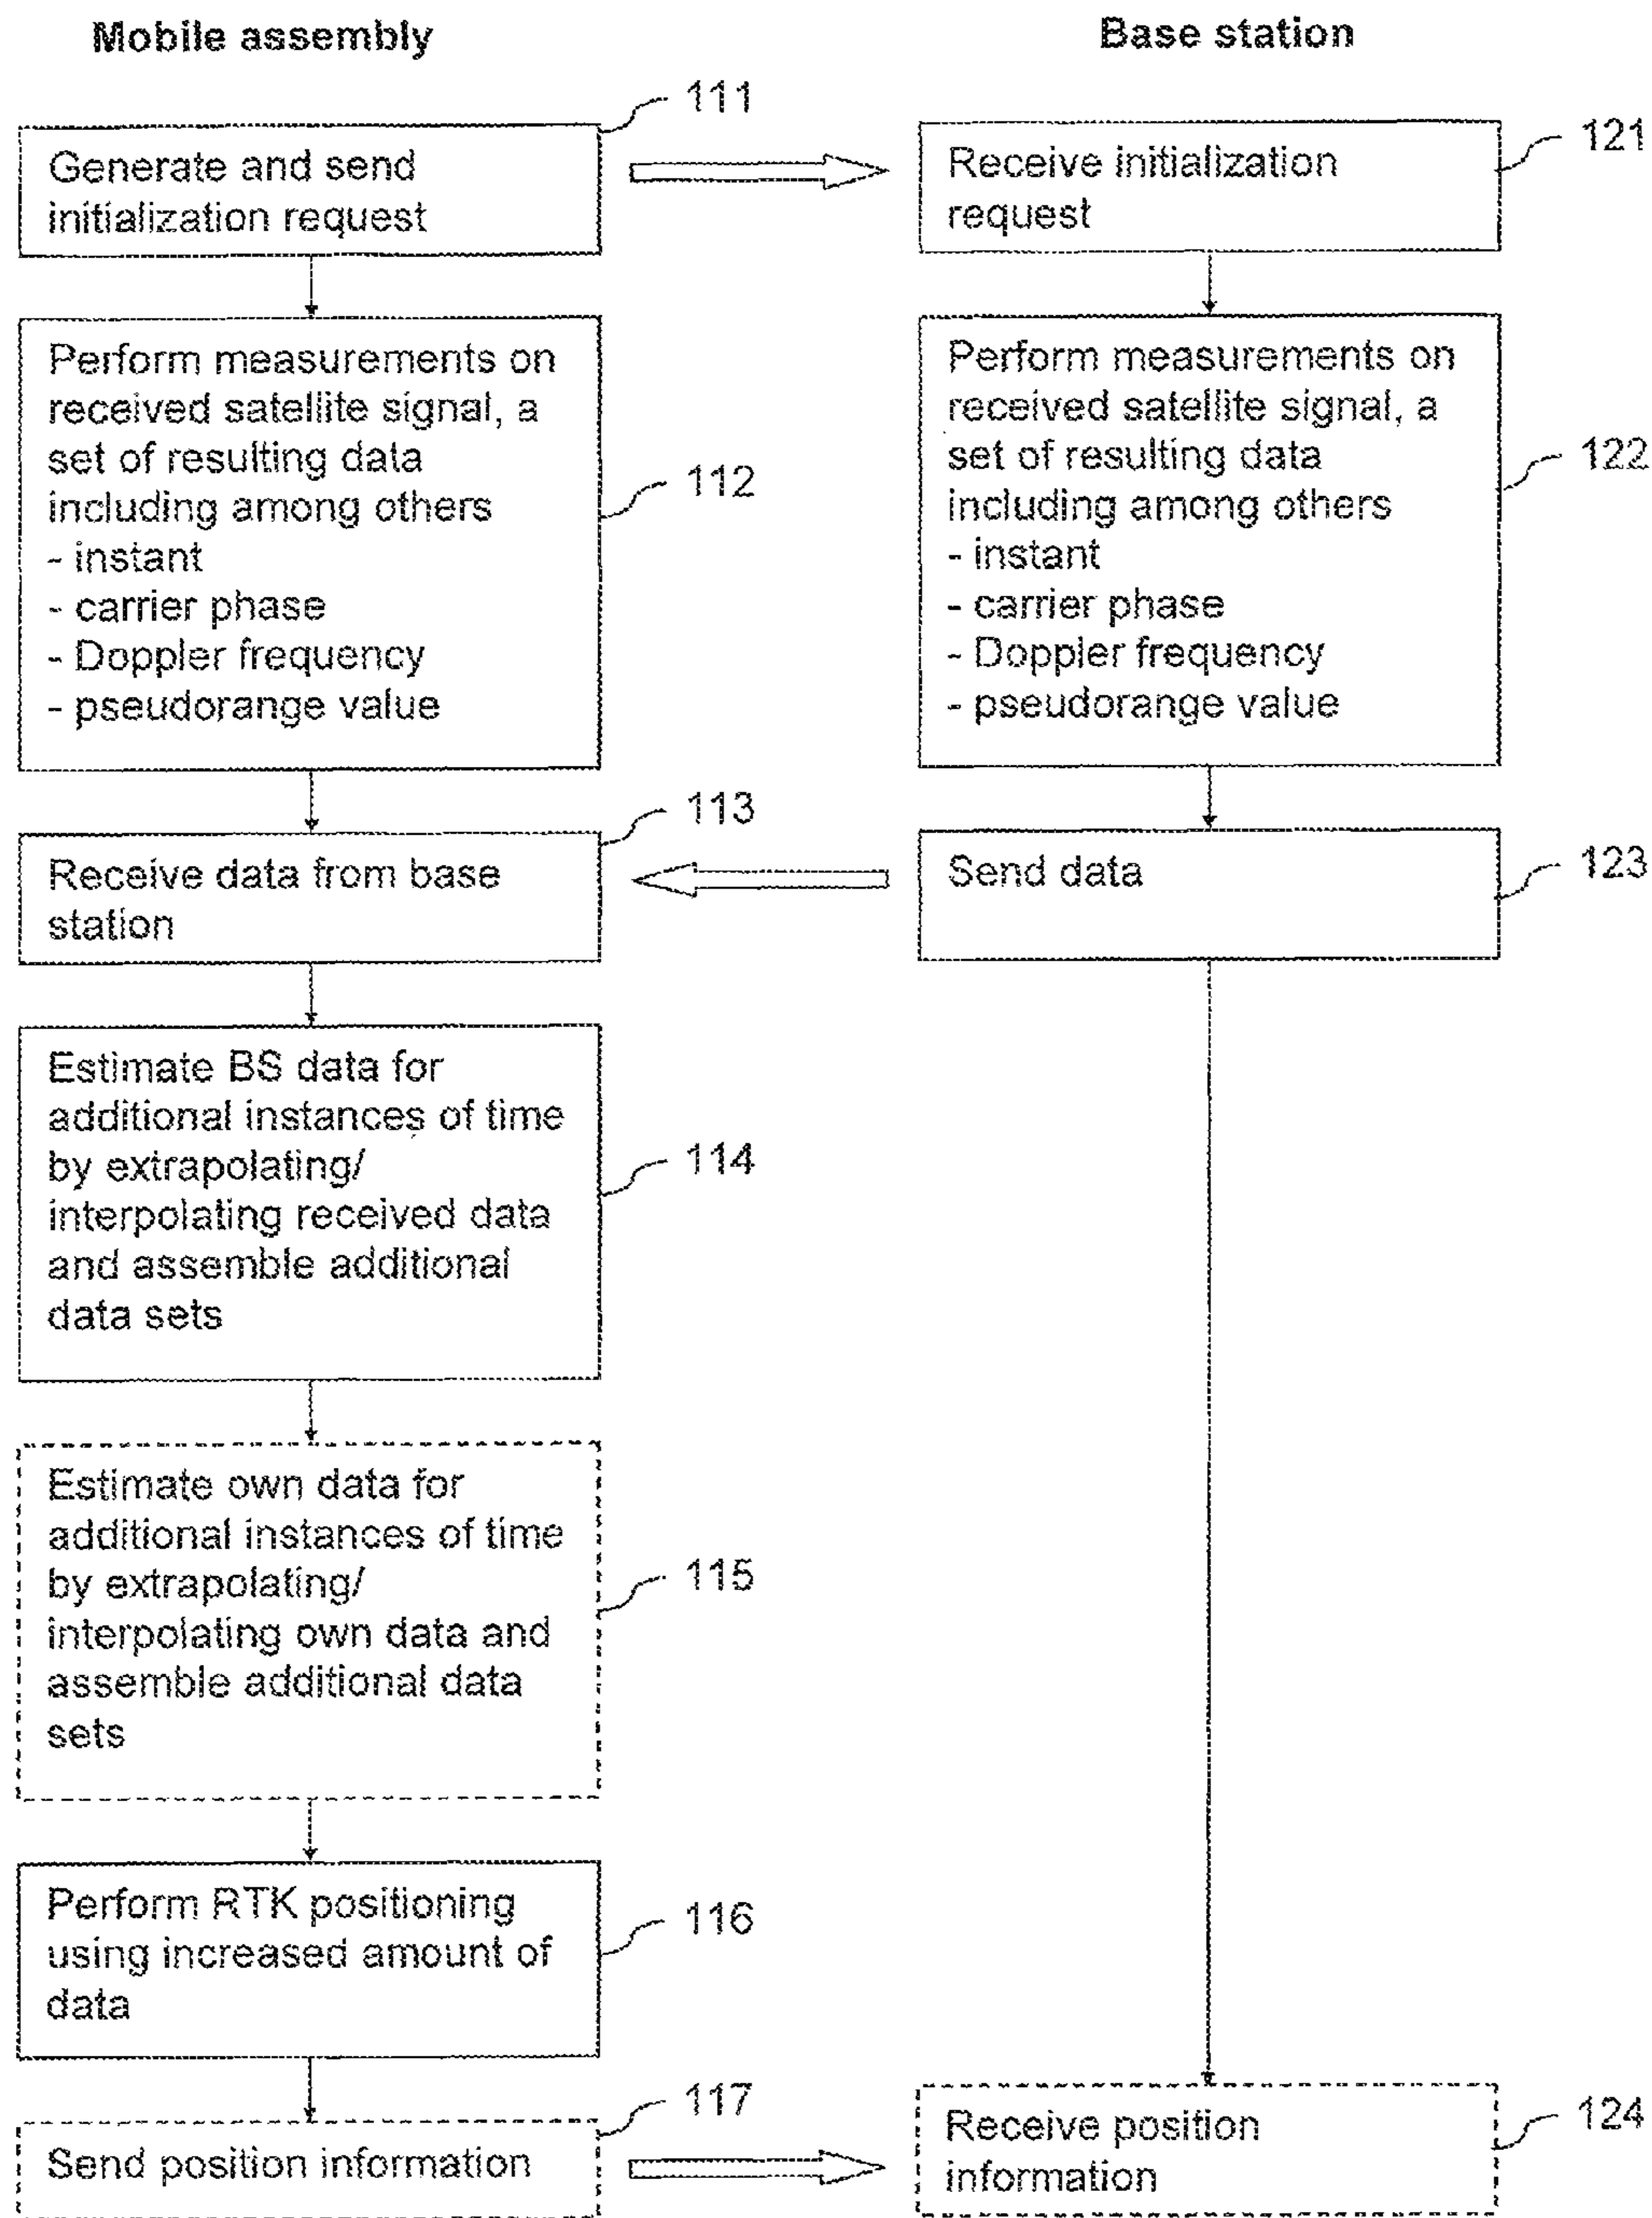 Mobile assembly
Base station
111
Generate and send
initialization request
121
Receive initialization
request
Perform measurements on
received satellite signal, a
set of resulting data
including among others
- instant
- carrier phase
- Doppler frequency
- pseudorange value
112
Perform measurements on
received satellite signal, a
set of resulting data
including among others
- instant
- carrier phase
- Doppler frequency
- pseudorange value
122
113
Receive data from base
station
Send data
123
Estimate BS data for
additional instances of time
by extrapolating/
interpolating received data
and assemble additional
data sets
114
Estimate own data for
additional instances of time
by extrapolating/
interpolating own data and
assemble additional data
sets
115
Perform RTK positioning
using increased amount of
data
116
117
Send position information
Receive position
information
124